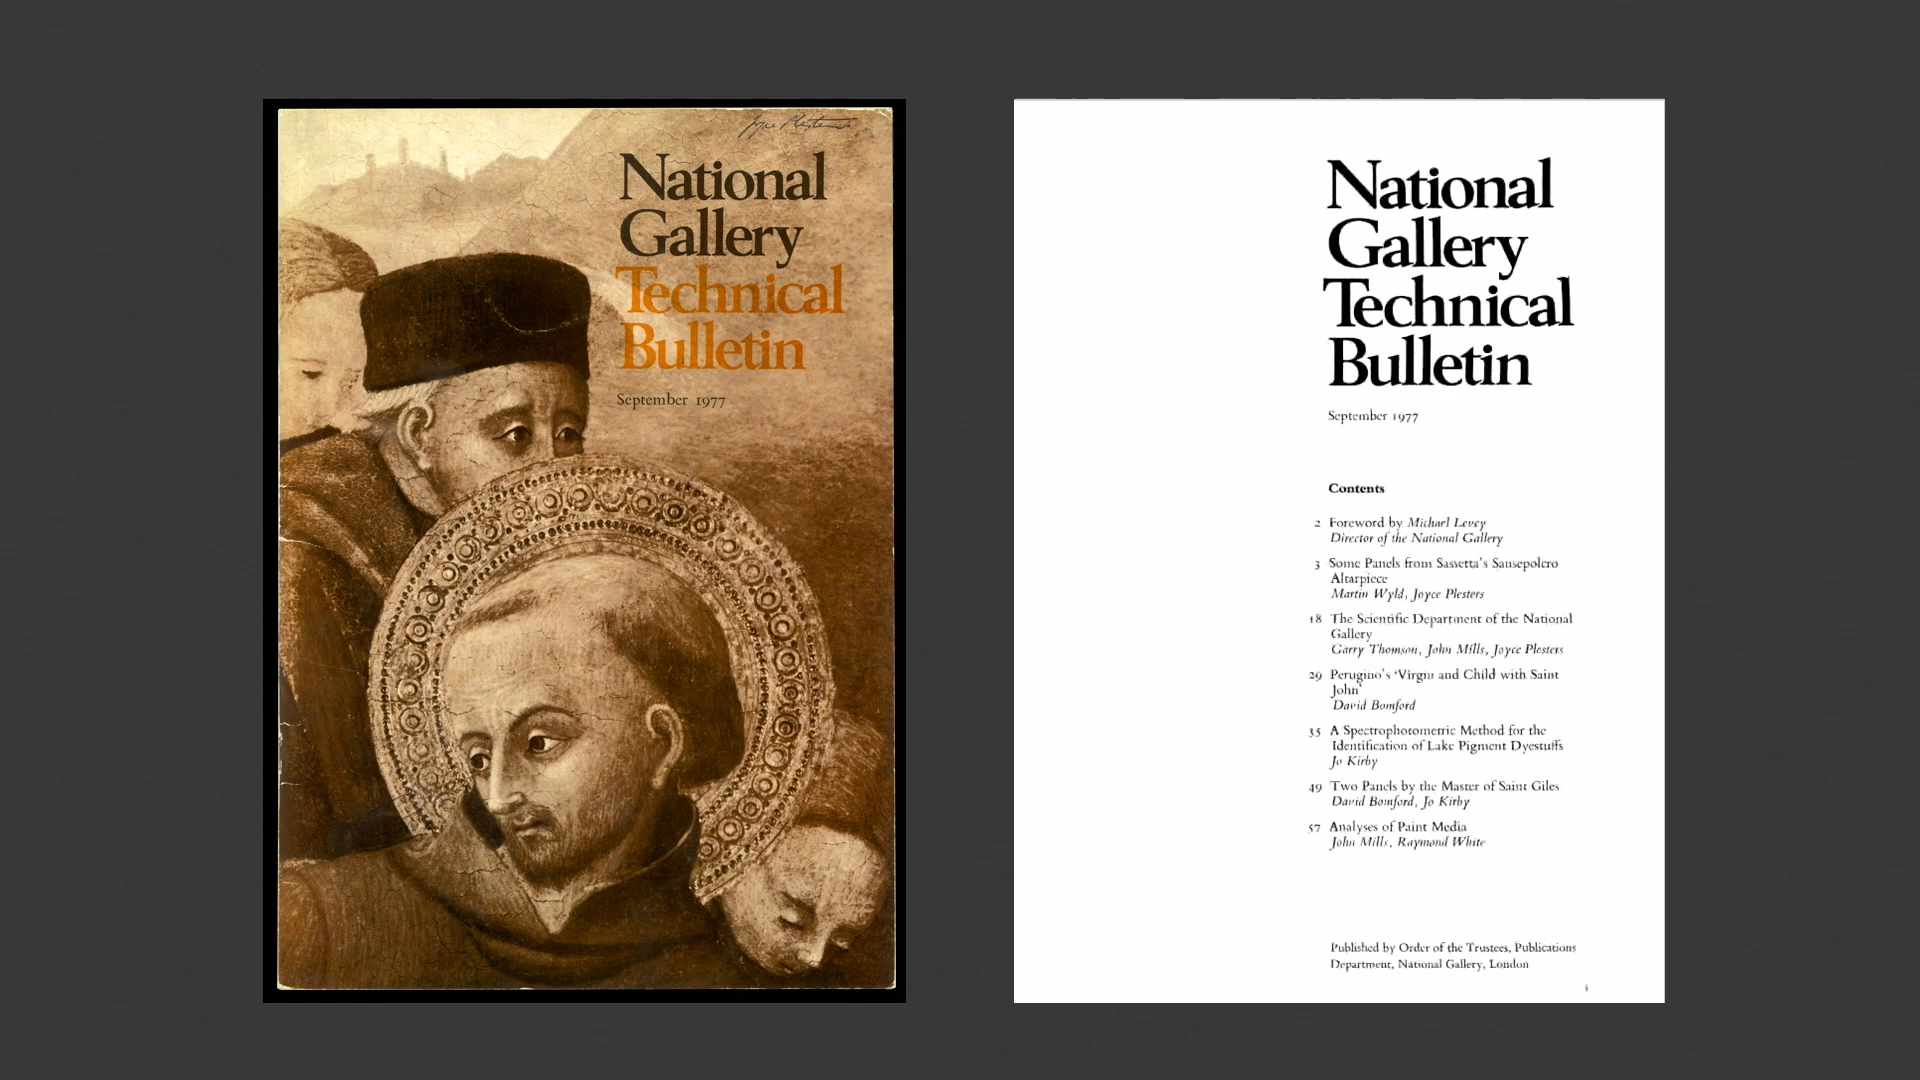 Joyce Plesters
National
Gallery
Technical
Bulletin
September 1977
National
Gallery
Technical
Bulletin
September 1977
Contents
2 Foreword by Michael Levey
Director of the National Gallery
3 Some Panels from Sassetta's Sansepolcro
Altarpiece
Martin Wyld, Joyce Plesters
18 The Scientific Department of the National
Gallery
Garry Thomson, John Mills, Joyce Plesters
29 Perugino's 'Virgin and Child with Saint
John'
David Bomford
35 A Spectrophotometric Method for the
Identification of Lake Pigment Dyestuffs
Jo Kirby
49 Two Panels by the Master of Saint Giles
David Bomford, Jo Kirby
57 Analyses of Paint Media
John Mills, Raymond White
Published by Order of the Trustees, Publications
Department, National Gallery, London